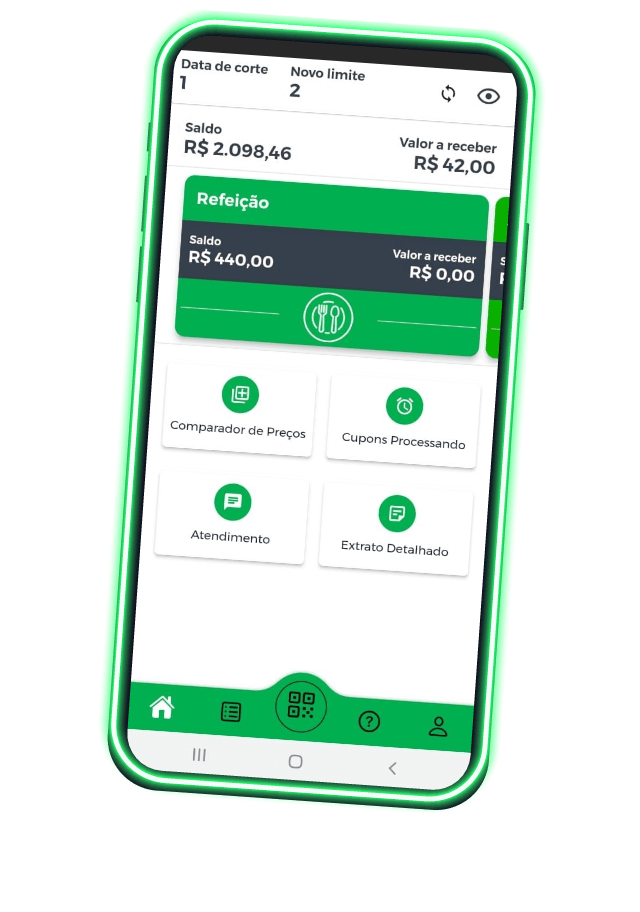 Data de corte Novo limite
1 2
Saldo Valor a receber
R$ 2.098,46 R$ 42,00
Refeição
Saldo Valor a receber
R$ 440,00 R$ 0,00
Comparador de Preços Cupons Processando
Atendimento Extrato Detalhado
?